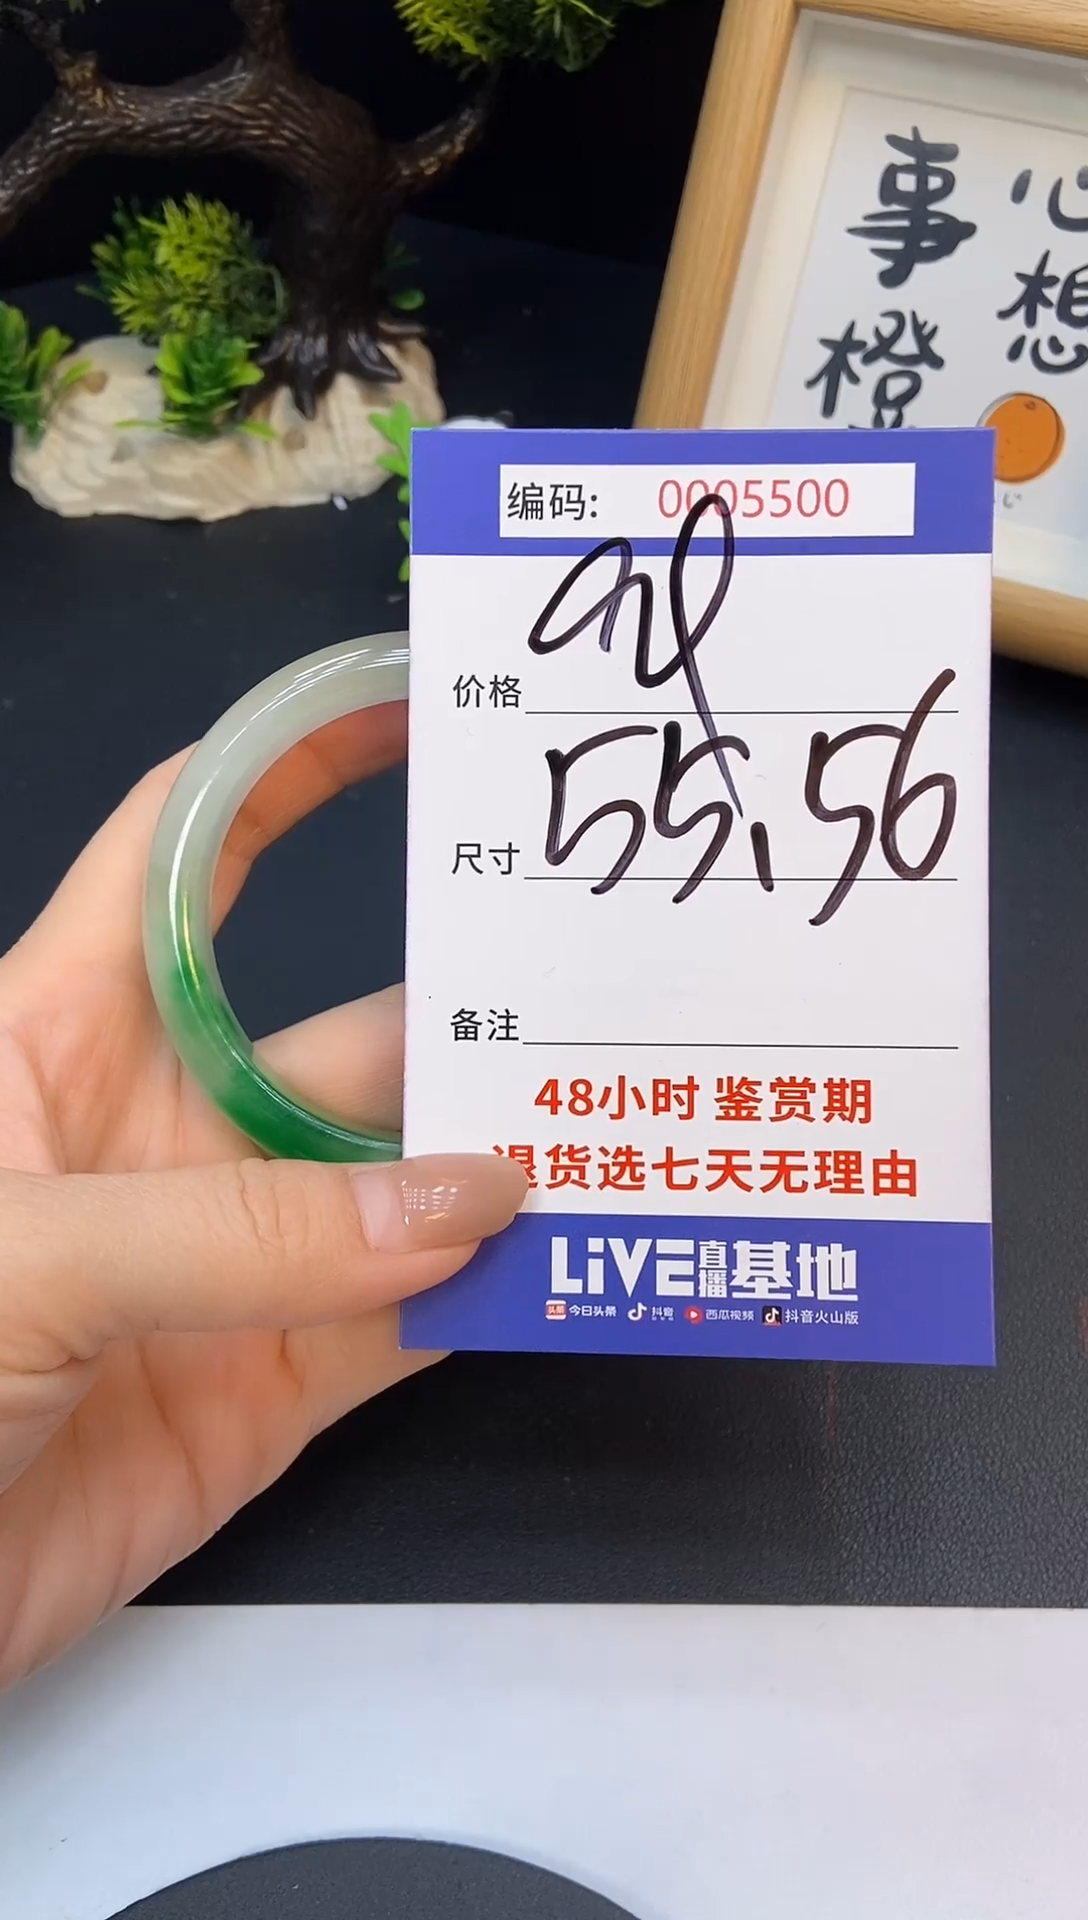 心想
事橙
编码: 0005500
价格
尺寸 55、56
备注
48小时 鉴赏期
退货选七天无理由
LiVE直播基地
头条 今日头条 抖音 西瓜视频 抖音火山版